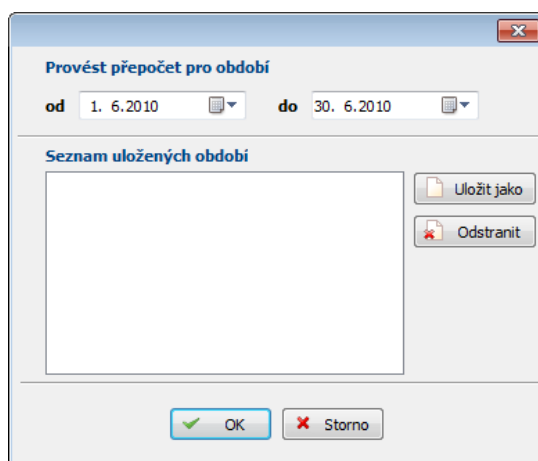 Provést přepočet pro období
od 1. 6.2010 do 30. 6.2010
Seznam uložených období
Uložit jako
Odstranit
OK Storno